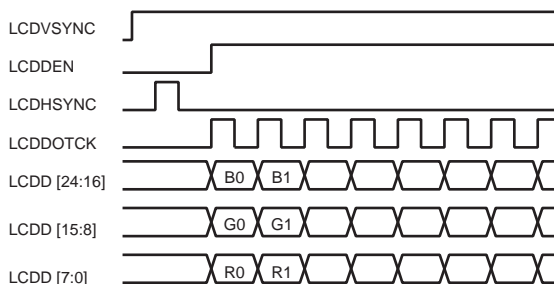 LCDVSYNC
LCDDEN
LCDHSYNC
LCDDOTCK
LCDD [24:16] B0 B1
LCDD [15:8] G0 G1
LCDD [7:0] R0 R1